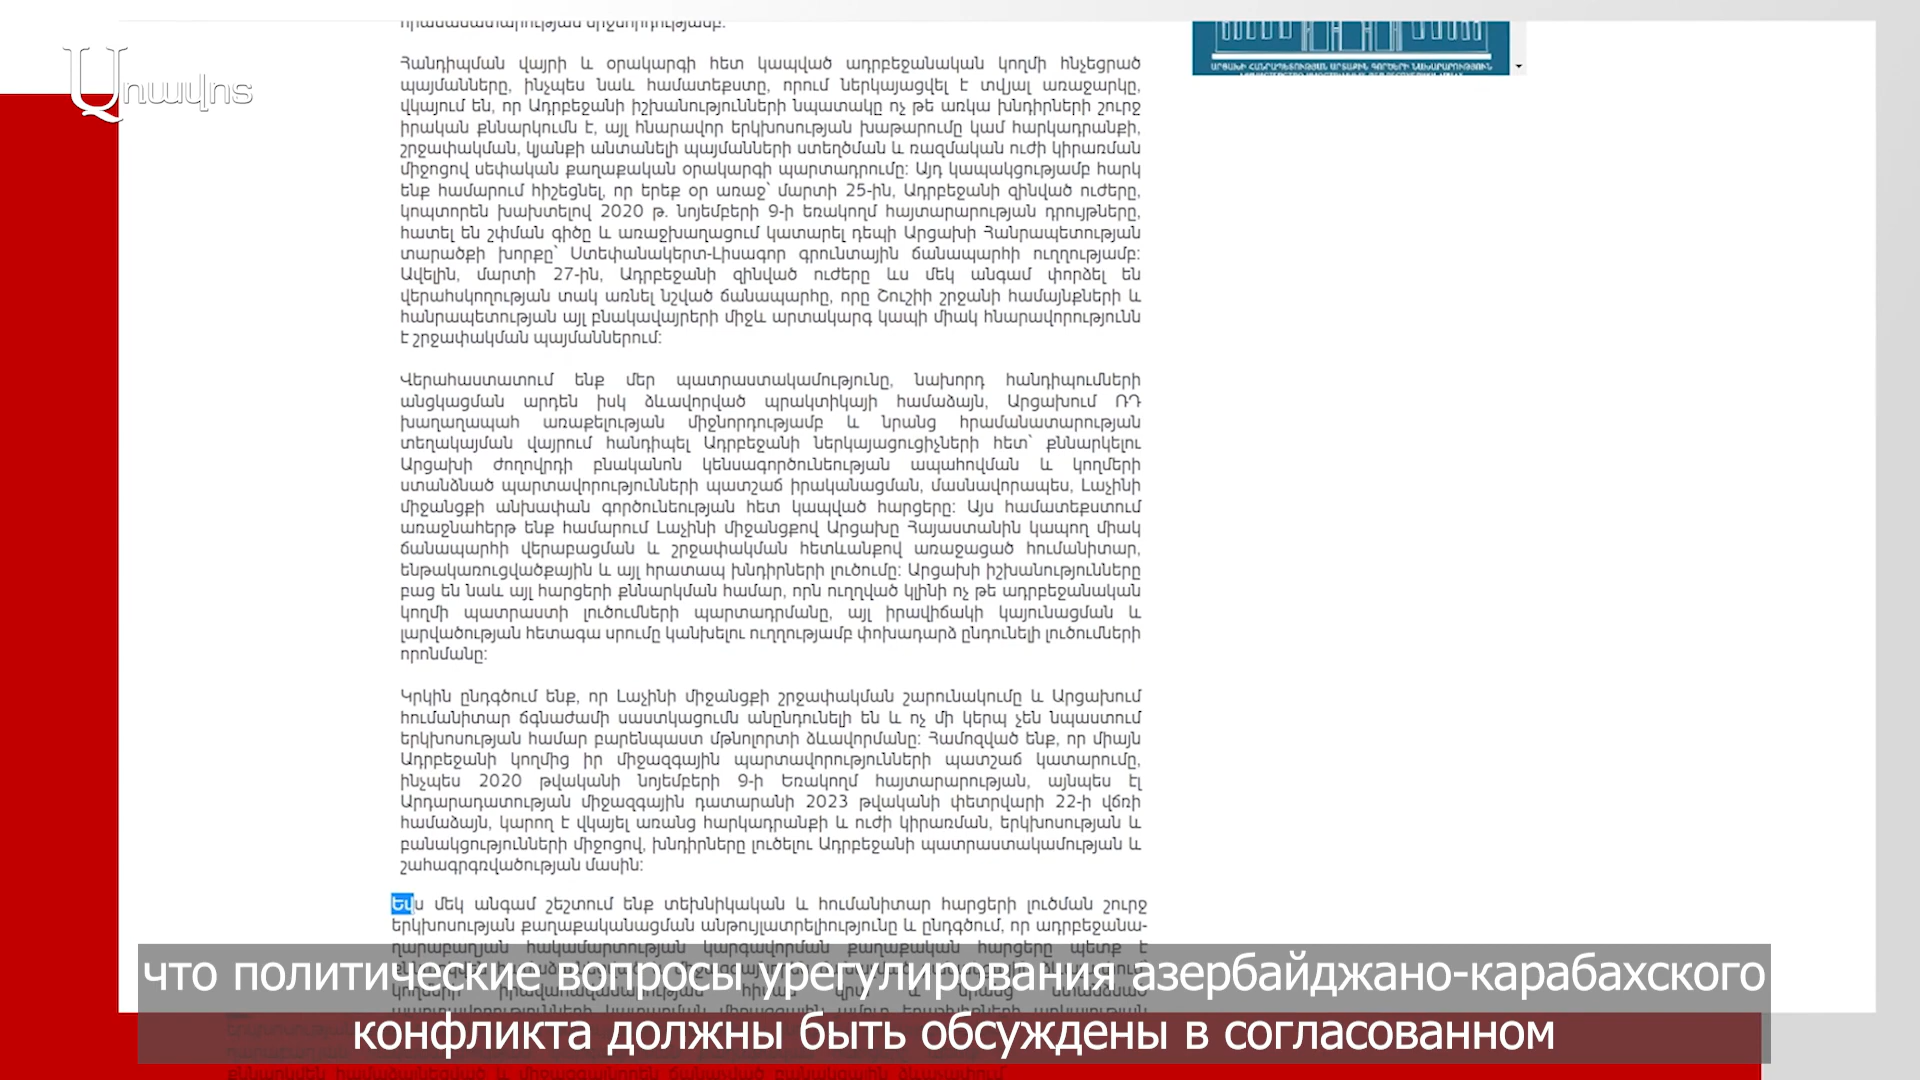 հրամանատարության միջնորդությամբ:
Առավոտ
ԱՐՑԱԽԻ ՀԱՆՐԱՊԵՏՈՒԹՅԱՆ ԱՐՏԱՔԻՆ ԳՈՐԾԵՐԻ ՆԱԽԱՐԱՐՈՒԹՅՈՒՆ
Հանդիպման վայրի և օրակարգի հետ կապված ադրբեջանական կողմի հնչեցրած
պայմանները, ինչպես նաև համատեքստը, որում ներկայացվել է տվյալ առաջարկը,
վկայում են, որ Ադրբեջանի իշխանությունների նպատակը ոչ թե առկա խնդիրների շուրջ
իրական քննարկումն է, այլ հնարավոր երկխոսության խաթարումը կամ հարկադրանքի,
շրջափակման, կյանքի անտանելի պայմանների ստեղծման և ռազմական ուժի կիրառման
միջոցով սեփական քաղաքական օրակարգի պարտադրումը: Այդ կապակցությամբ հարկ
ենք համարում հիշեցնել, որ երեք օր առաջ՝ մարտի 25-ին, Ադրբեջանի զինված ուժերը,
կոպտորեն խախտելով 2020 թ. նոյեմբերի 9-ի եռակողմ հայտարարության դրույթները,
հատել են շփման գիծը և առաջխաղացում կատարել դեպի Արցախի Հանրապետության
տարածքի խորքը՝ Ստեփանակերտ-Լիսագոր գրունտային ճանապարհի ուղղությամբ:
Ավելին, մարտի 27-ին, Ադրբեջանի զինված ուժերը ևս մեկ անգամ փորձել են
վերահսկողության տակ առնել նշված ճանապարհը, որը Շուշիի շրջանի համայնքների և
հանրապետության այլ բնակավայրերի միջև արտակարգ կապի միակ հնարավորությունն
է շրջափակման պայմաններում:
Վերահաստատում ենք մեր պատրաստակամությունը, նախորդ հանդիպումների
անցկացման արդեն իսկ ձևավորված պրակտիկայի համաձայն, Արցախում ՌԴ
խաղաղապահ առաքելության միջնորդությամբ և նրանց հրամանատարության
տեղակայման վայրում հանդիպել Ադրբեջանի ներկայացուցիչների հետ՝ քննարկելու
Արցախի ժողովրդի բնականոն կենսագործունեության ապահովման և կողմերի
ստանձնած պարտավորությունների պատշաճ իրականացման, մասնավորապես, Լաչինի
միջանցքի անխափան գործունեության հետ կապված հարցերը: Այս համատեքստում
առաջնահերթ ենք համարում Լաչինի միջանցքով Արցախը Հայաստանին կապող միակ
ճանապարհի վերաբացման և շրջափակման հետևանքով առաջացած հումանիտար,
ենթակառուցվածքային և այլ հրատապ խնդիրների լուծումը: Արցախի իշխանությունները
բաց են նաև այլ հարցերի քննարկման համար, որն ուղղված կլինի ոչ թե ադրբեջանական
կողմի պատրաստի լուծումների պարտադրմանը, այլ իրավիճակի կայունացման և
լարվածության հետագա սրումը կանխելու ուղղությամբ փոխադարձ ընդունելի լուծումների
որոնմանը:
Կրկին ընդգծում ենք, որ Լաչինի միջանցքի շրջափակման շարունակումը և Արցախում
հումանիտար ճգնաժամի սաստկացումն անընդունելի են և ոչ մի կերպ չեն նպաստում
երկխոսության համար բարենպաստ մթնոլորտի ձևավորմանը: Համոզված ենք, որ միայն
Ադրբեջանի կողմից իր միջազգային պարտավորությունների պատշաճ կատարումը,
ինչպես 2020 թվականի նոյեմբերի 9-ի Եռակողմ հայտարարության, այնպես էլ
Արդարադատության միջազգային դատարանի 2023 թվականի փետրվարի 22-ի վճռի
համաձայն, կարող է վկայել առանց հարկադրանքի և ուժի կիրառման, երկխոսության և
բանակցությունների միջոցով, խնդիրները լուծելու Ադրբեջանի պատրաստակամության և
շահագրգռվածության մասին:
Եվս մեկ անգամ շեշտում ենք տեխնիկական և հումանիտար հարցերի լուծման շուրջ
երկխոսության քաղաքականացման անթույլատրելիությունը և ընդգծում, որ ադրբեջանա-
ղարաբաղյան հակամարտության կարգավորման քաղաքական հարցերը պետք է
что политические вопросы урегулирования азербайджано-карабахского
конфликта должны быть обсуждены в согласованном